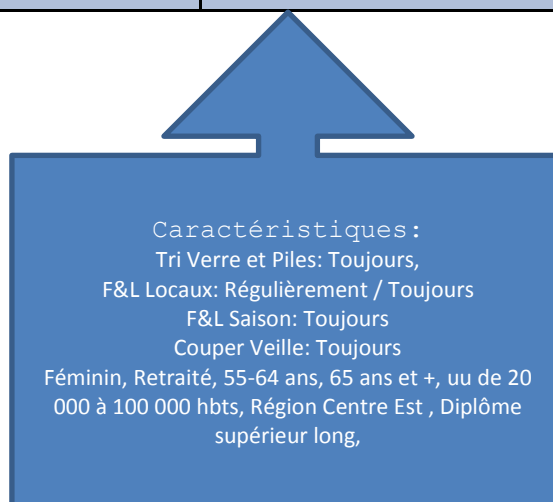 Caractéristiques:
Tri Verre et Piles: Toujours,
F&L Locaux: Régulièrement / Toujours
F&L Saison: Toujours
Couper Veille: Toujours
Féminin, Retraité, 55-64 ans, 65 ans et +, uu de 20
000 à 100 000 hbts, Région Centre Est , Diplôme
supérieur long,